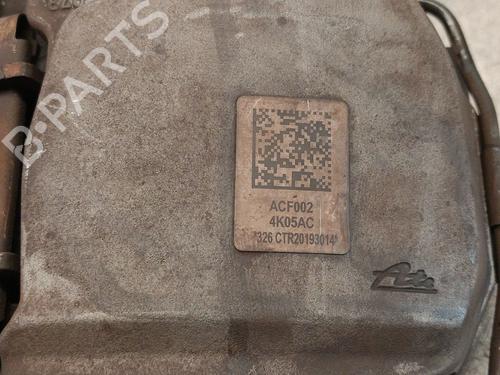 B-PARTS
ACF002
4K05AC
326 CTR20193014
Ate